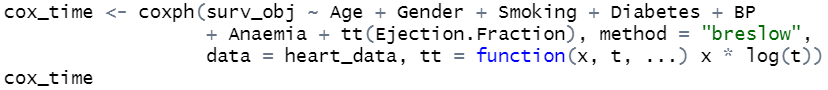 cox_time <- coxph(surv_obj ~ Age + Gender + Smoking + Diabetes + BP
+ Anaemia + tt(Ejection.Fraction), method = "breslow",
data = heart_data, tt = function(x, t, ...) x * log(t))
cox_time